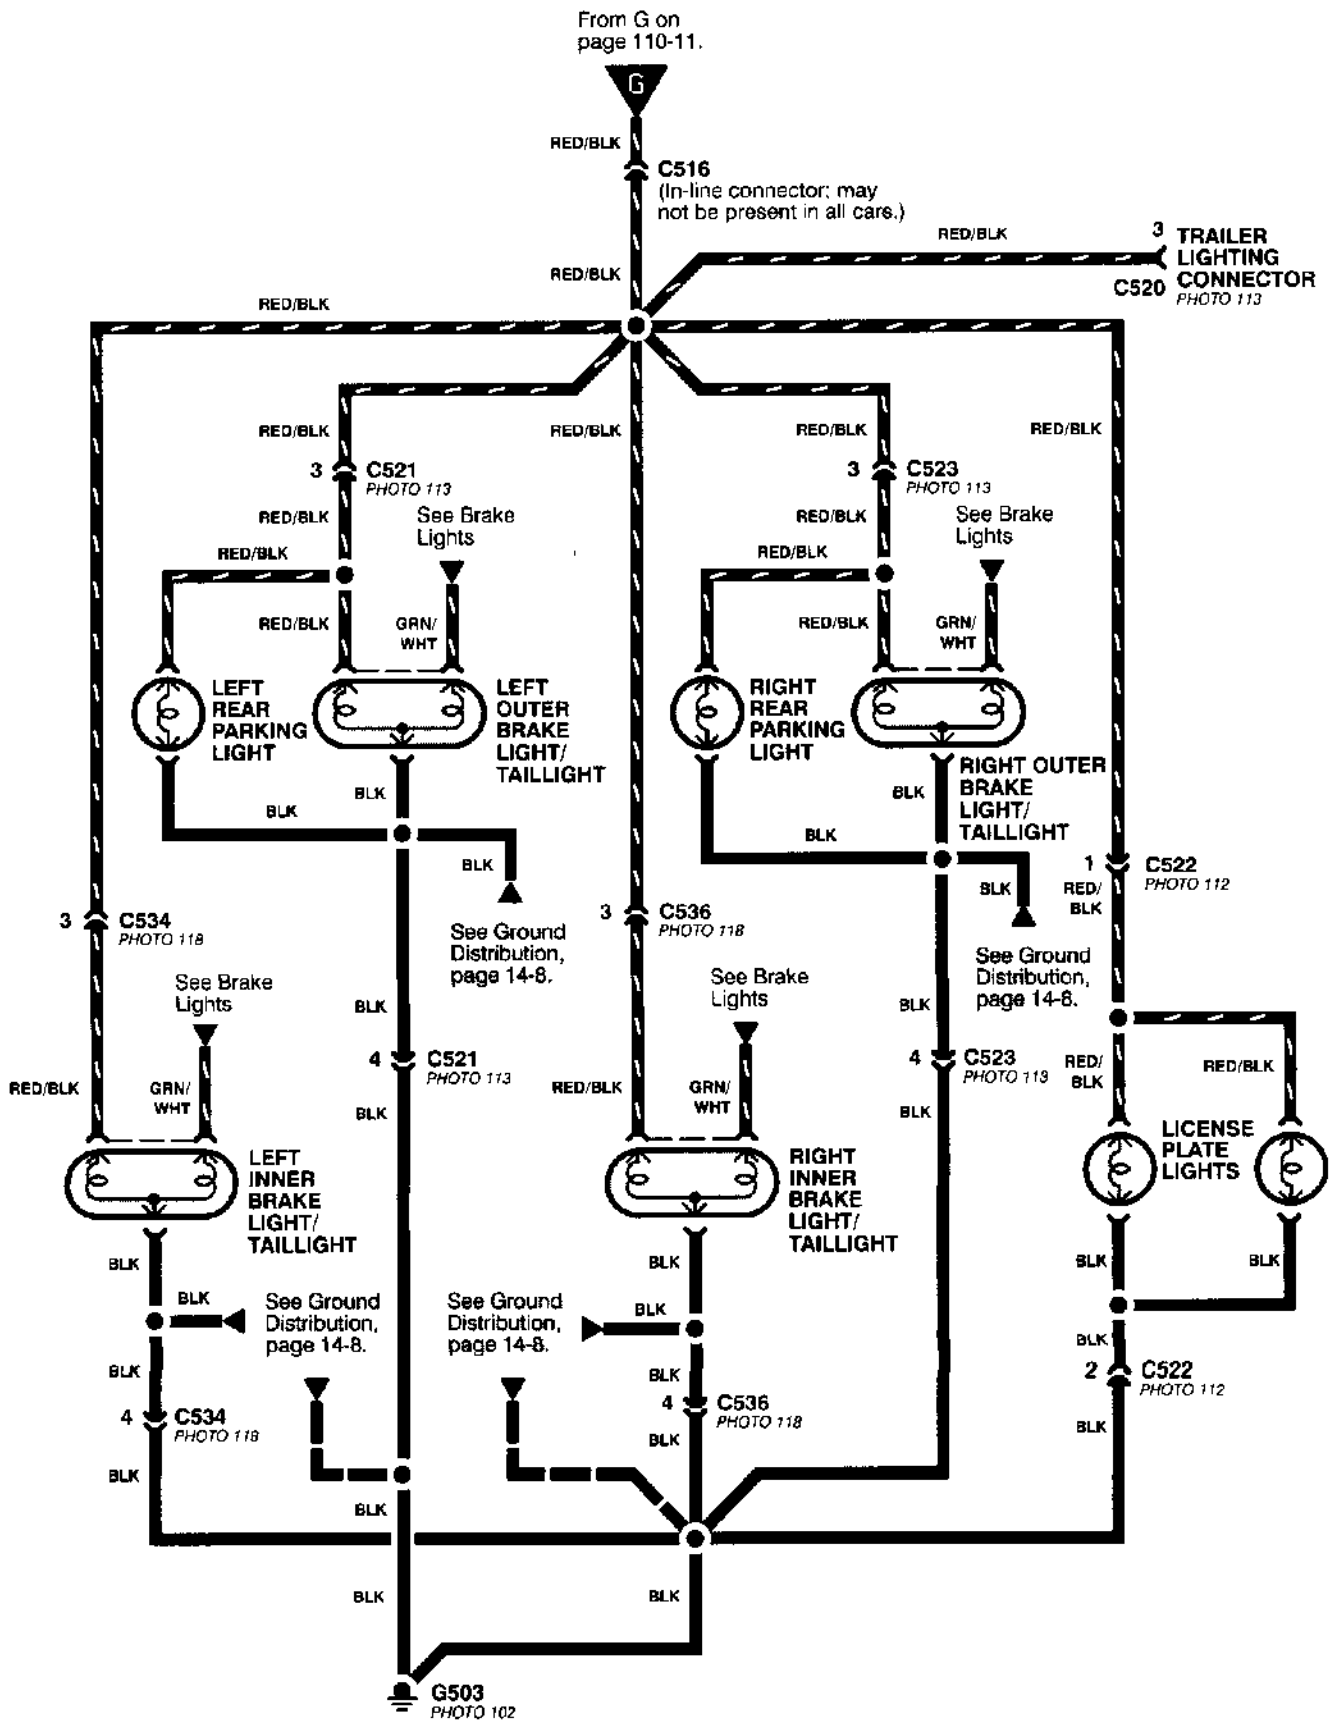 From G on
page 110-11.
G
RED/BLK
C516
(In-line connector; may
not be present in all cars.)
RED/BLK
3
TRAILER
LIGHTING
CONNECTOR
C520
PHOTO 113
RED/BLK
RED/BLK
RED/BLK
RED/BLK
RED/BLK
RED/BLK
3
C521
PHOTO 113
3
C523
PHOTO 113
RED/BLK
See Brake
Lights
RED/BLK
See Brake
Lights
RED/BLK
RED/BLK
RED/BLK
GRN/
WHT
RED/BLK
GRN/
WHT
LEFT
REAR
PARKING
LIGHT
LEFT
OUTER
BRAKE
LIGHT/
TAILLIGHT
RIGHT
REAR
PARKING
LIGHT
RIGHT OUTER
BRAKE
LIGHT/
TAILLIGHT
BLK
BLK
BLK
BLK
BLK
BLK
1
C522
PHOTO 112
RED/
BLK
3
C534
PHOTO 118
See Ground
Distribution,
page 14-8.
3
C536
PHOTO 118
See Ground
Distribution,
page 14-8.
See Brake
Lights
See Brake
Lights
BLK
BLK
4
C521
PHOTO 113
4
C523
PHOTO 113
RED/
BLK
RED/BLK
RED/BLK
GRN/
WHT
BLK
RED/BLK
GRN/
WHT
BLK
LICENSE
PLATE
LIGHTS
LEFT
INNER
BRAKE
LIGHT/
TAILLIGHT
RIGHT
INNER
BRAKE
LIGHT/
TAILLIGHT
BLK
BLK
BLK
BLK
BLK
See Ground
Distribution,
page 14-8.
See Ground
Distribution,
page 14-8.
BLK
BLK
BLK
BLK
2
C522
PHOTO 112
4
C534
PHOTO 118
4
C536
PHOTO 118
BLK
BLK
BLK
BLK
BLK
BLK
G503
PHOTO 102